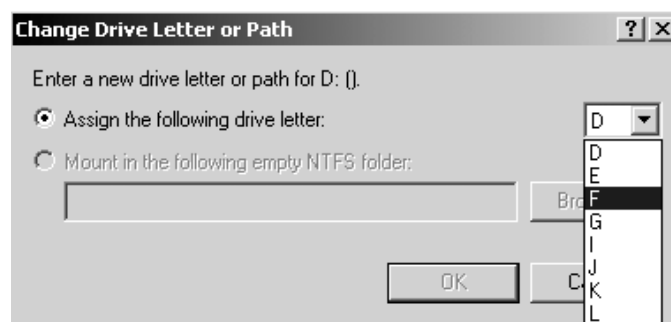 Change Drive Letter or Path
Enter a new drive letter or path for D: ().
Assign the following drive letter: D
Mount in the following empty NTFS folder:
D
E
F
G
I
J
K
L
OK